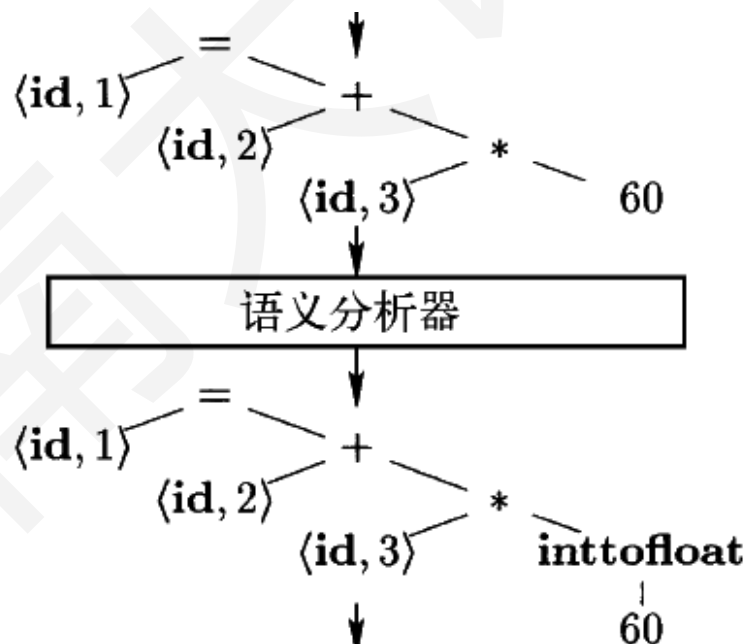 =
⟨id, 1⟩ +
⟨id, 2⟩ *
⟨id, 3⟩ 60
语义分析器
=
⟨id, 1⟩ +
⟨id, 2⟩ *
⟨id, 3⟩ inttofloat
60